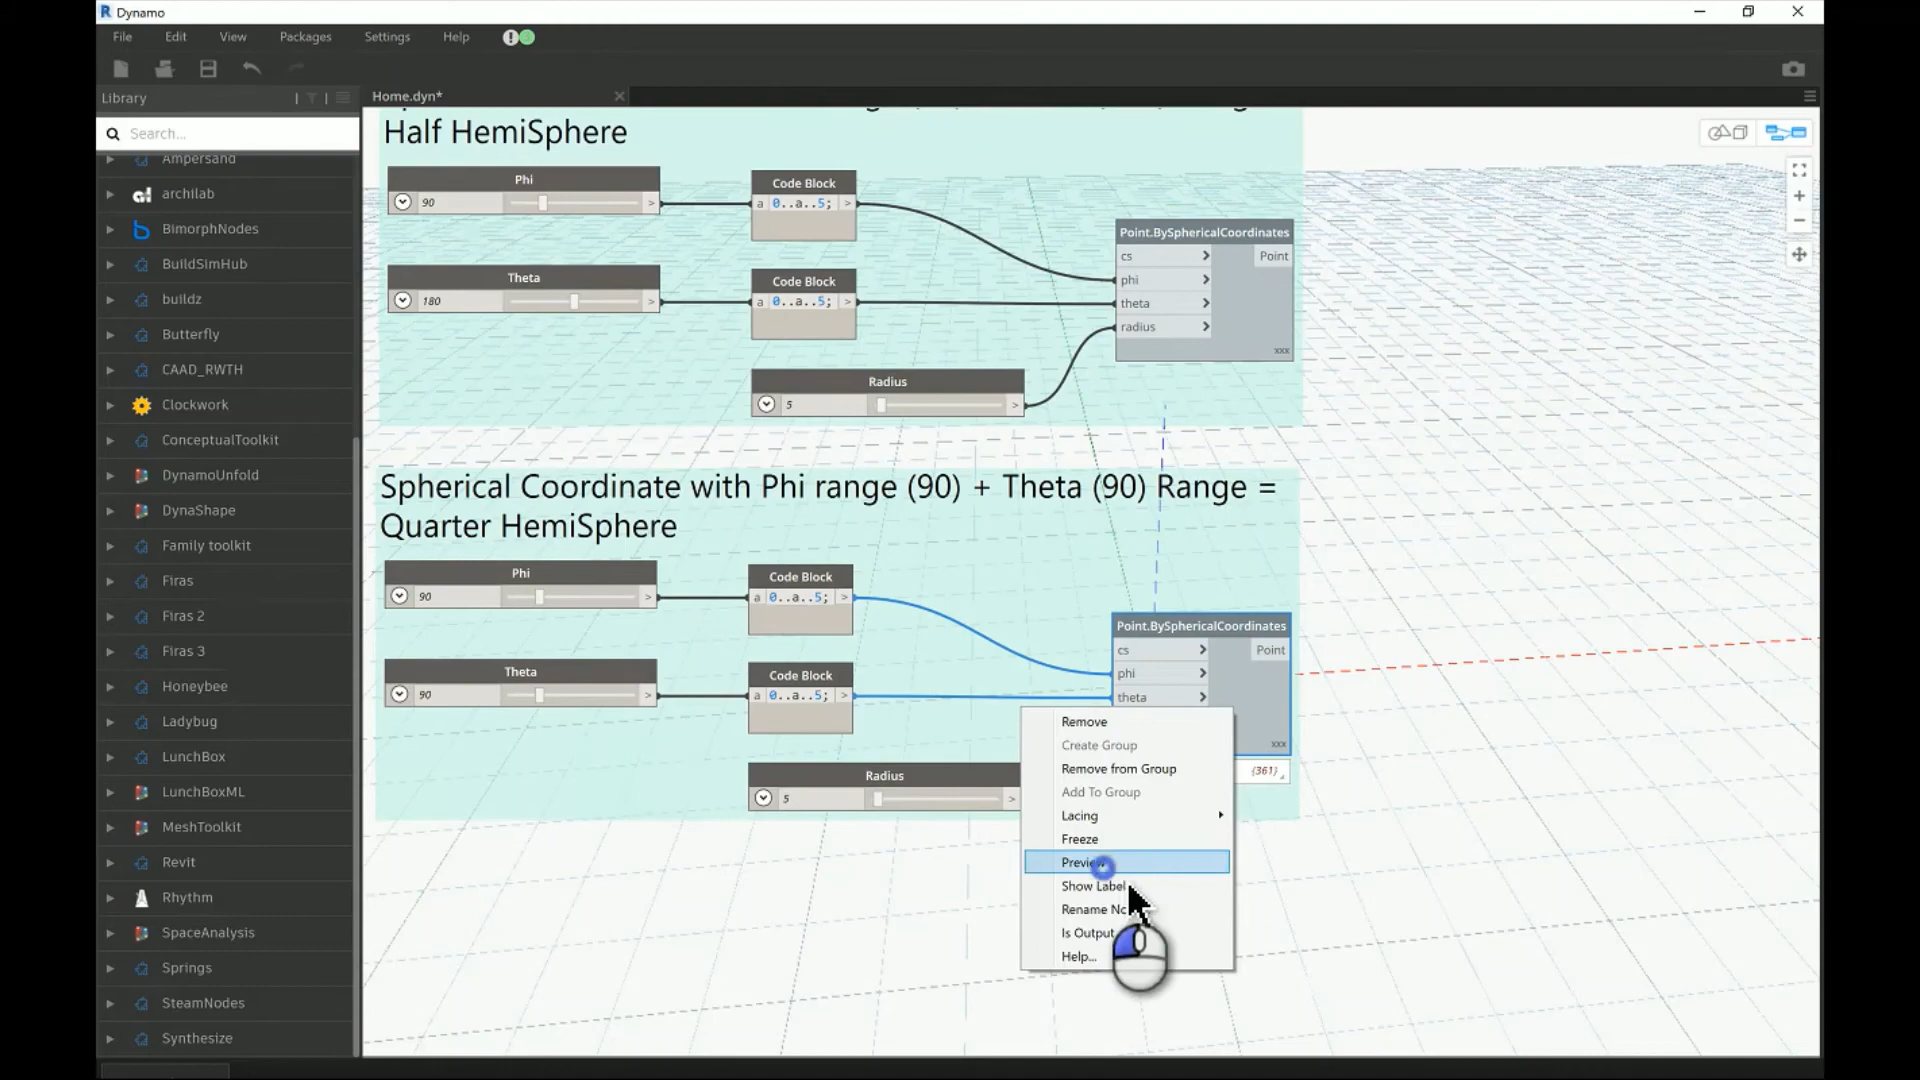 Dynamo
File Edit View Packages Settings Help
Library
Home.dyn*
Search...
Ampersand
archilab
BimorphNodes
BuildSimHub
buildz
Butterfly
CAAD_RWTH
Clockwork
ConceptualToolkit
DynamoUnfold
DynaShape
Family toolkit
Firas
Firas 2
Firas 3
Honeybee
Ladybug
LunchBox
LunchBoxML
MeshToolkit
Revit
Rhythm
SpaceAnalysis
Springs
SteamNodes
Synthesize
Half HemiSphere
Phi
90 >
Code Block
a 0..a..5; >
Theta
180 >
Code Block
a 0..a..5; >
Radius
5 >
Point.BySphericalCoordinates
cs > Point
phi >
theta >
radius >
xxx
Spherical Coordinate with Phi range (90) + Theta (90) Range =
Quarter HemiSphere
Phi
90 >
Code Block
a 0..a..5; >
Theta
90 >
Code Block
a 0..a..5; >
Radius
5 >
Point.BySphericalCoordinates
cs > Point
phi >
theta >
xxx
{361}
Remove
Create Group
Remove from Group
Add To Group
Lacing
Freeze
Preview
Show Label
Rename
Is Output
Help...